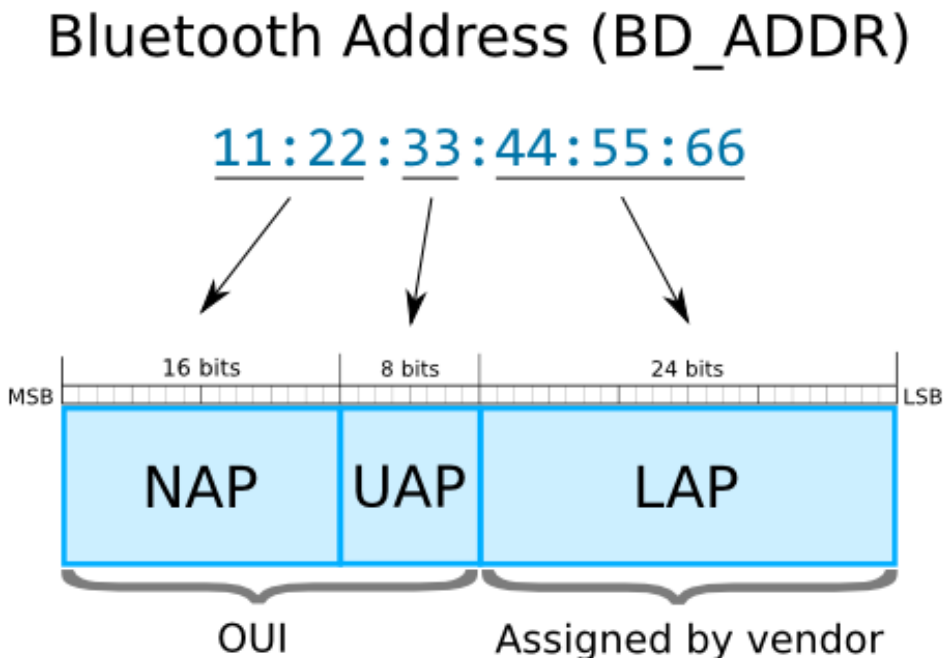 Bluetooth Address (BD_ADDR)
11:22:33:44:55:66
16 bits 8 bits 24 bits
MSB LSB
NAP UAP LAP
OUI Assigned by vendor